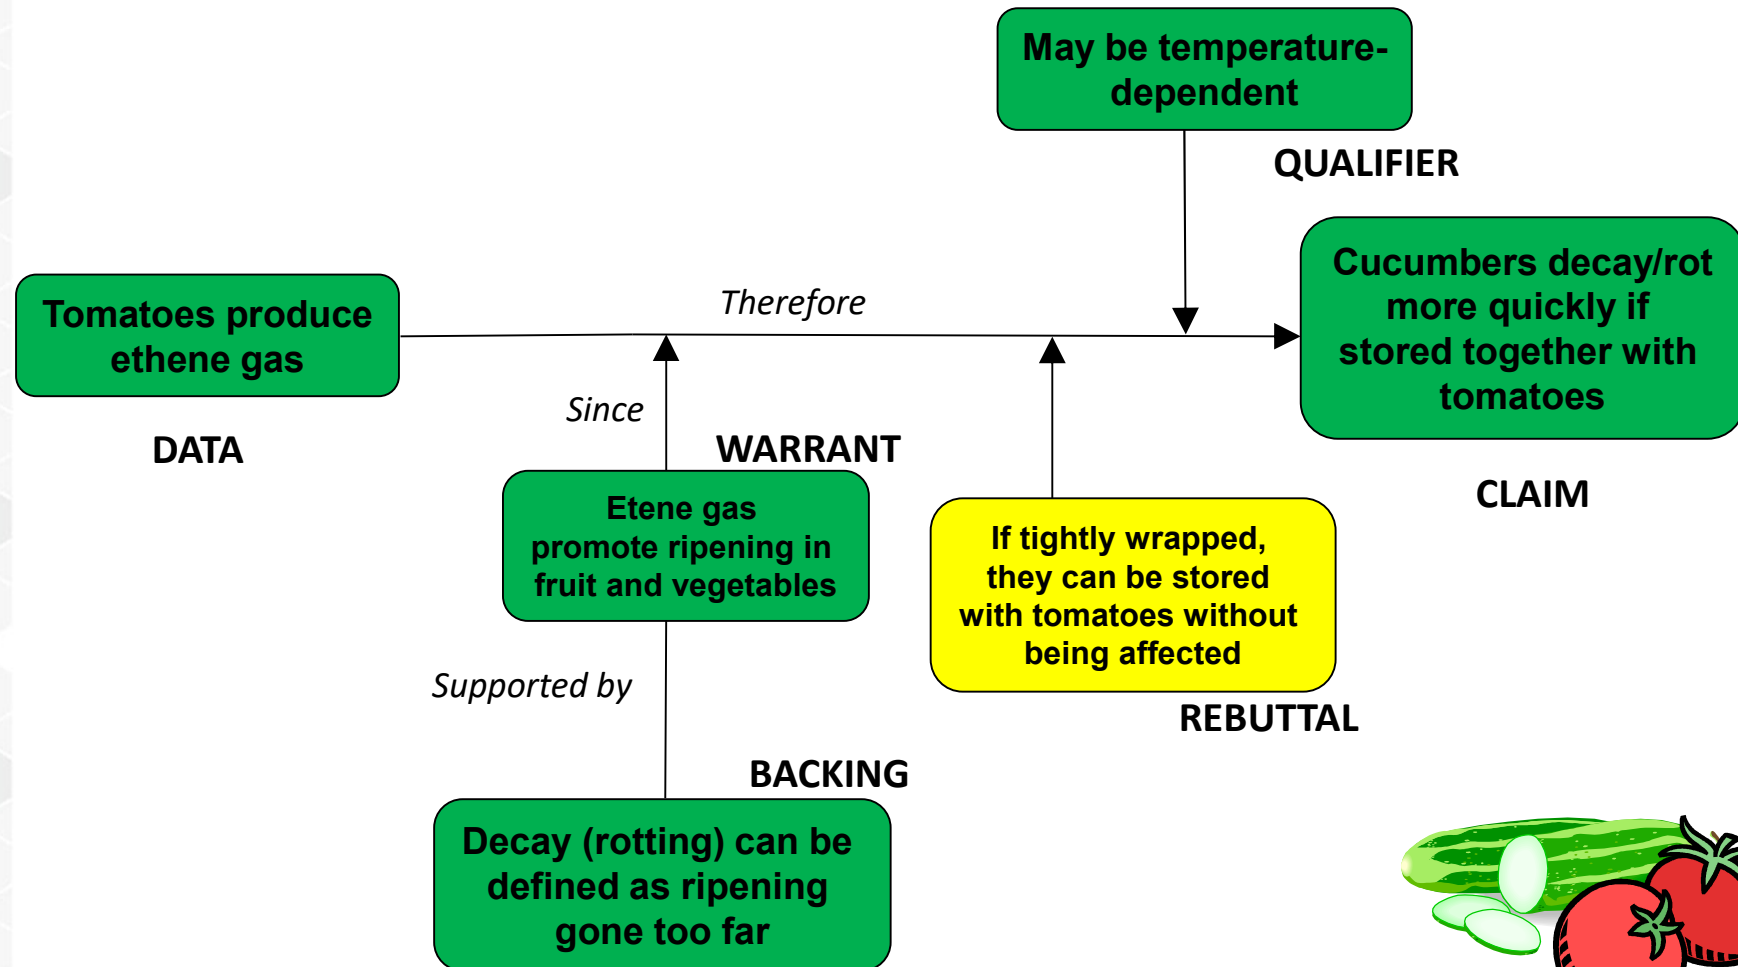 May be temperature-
dependent
QUALIFIER
Tomatoes produce
ethene gas
DATA
Therefore
Cucumbers decay/rot
more quickly if
stored together with
tomatoes
CLAIM
Since
WARRANT
Etene gas
promote ripening in
fruit and vegetables
If tightly wrapped,
they can be stored
with tomatoes without
being affected
REBUTTAL
Supported by
BACKING
Decay (rotting) can be
defined as ripening
gone too far